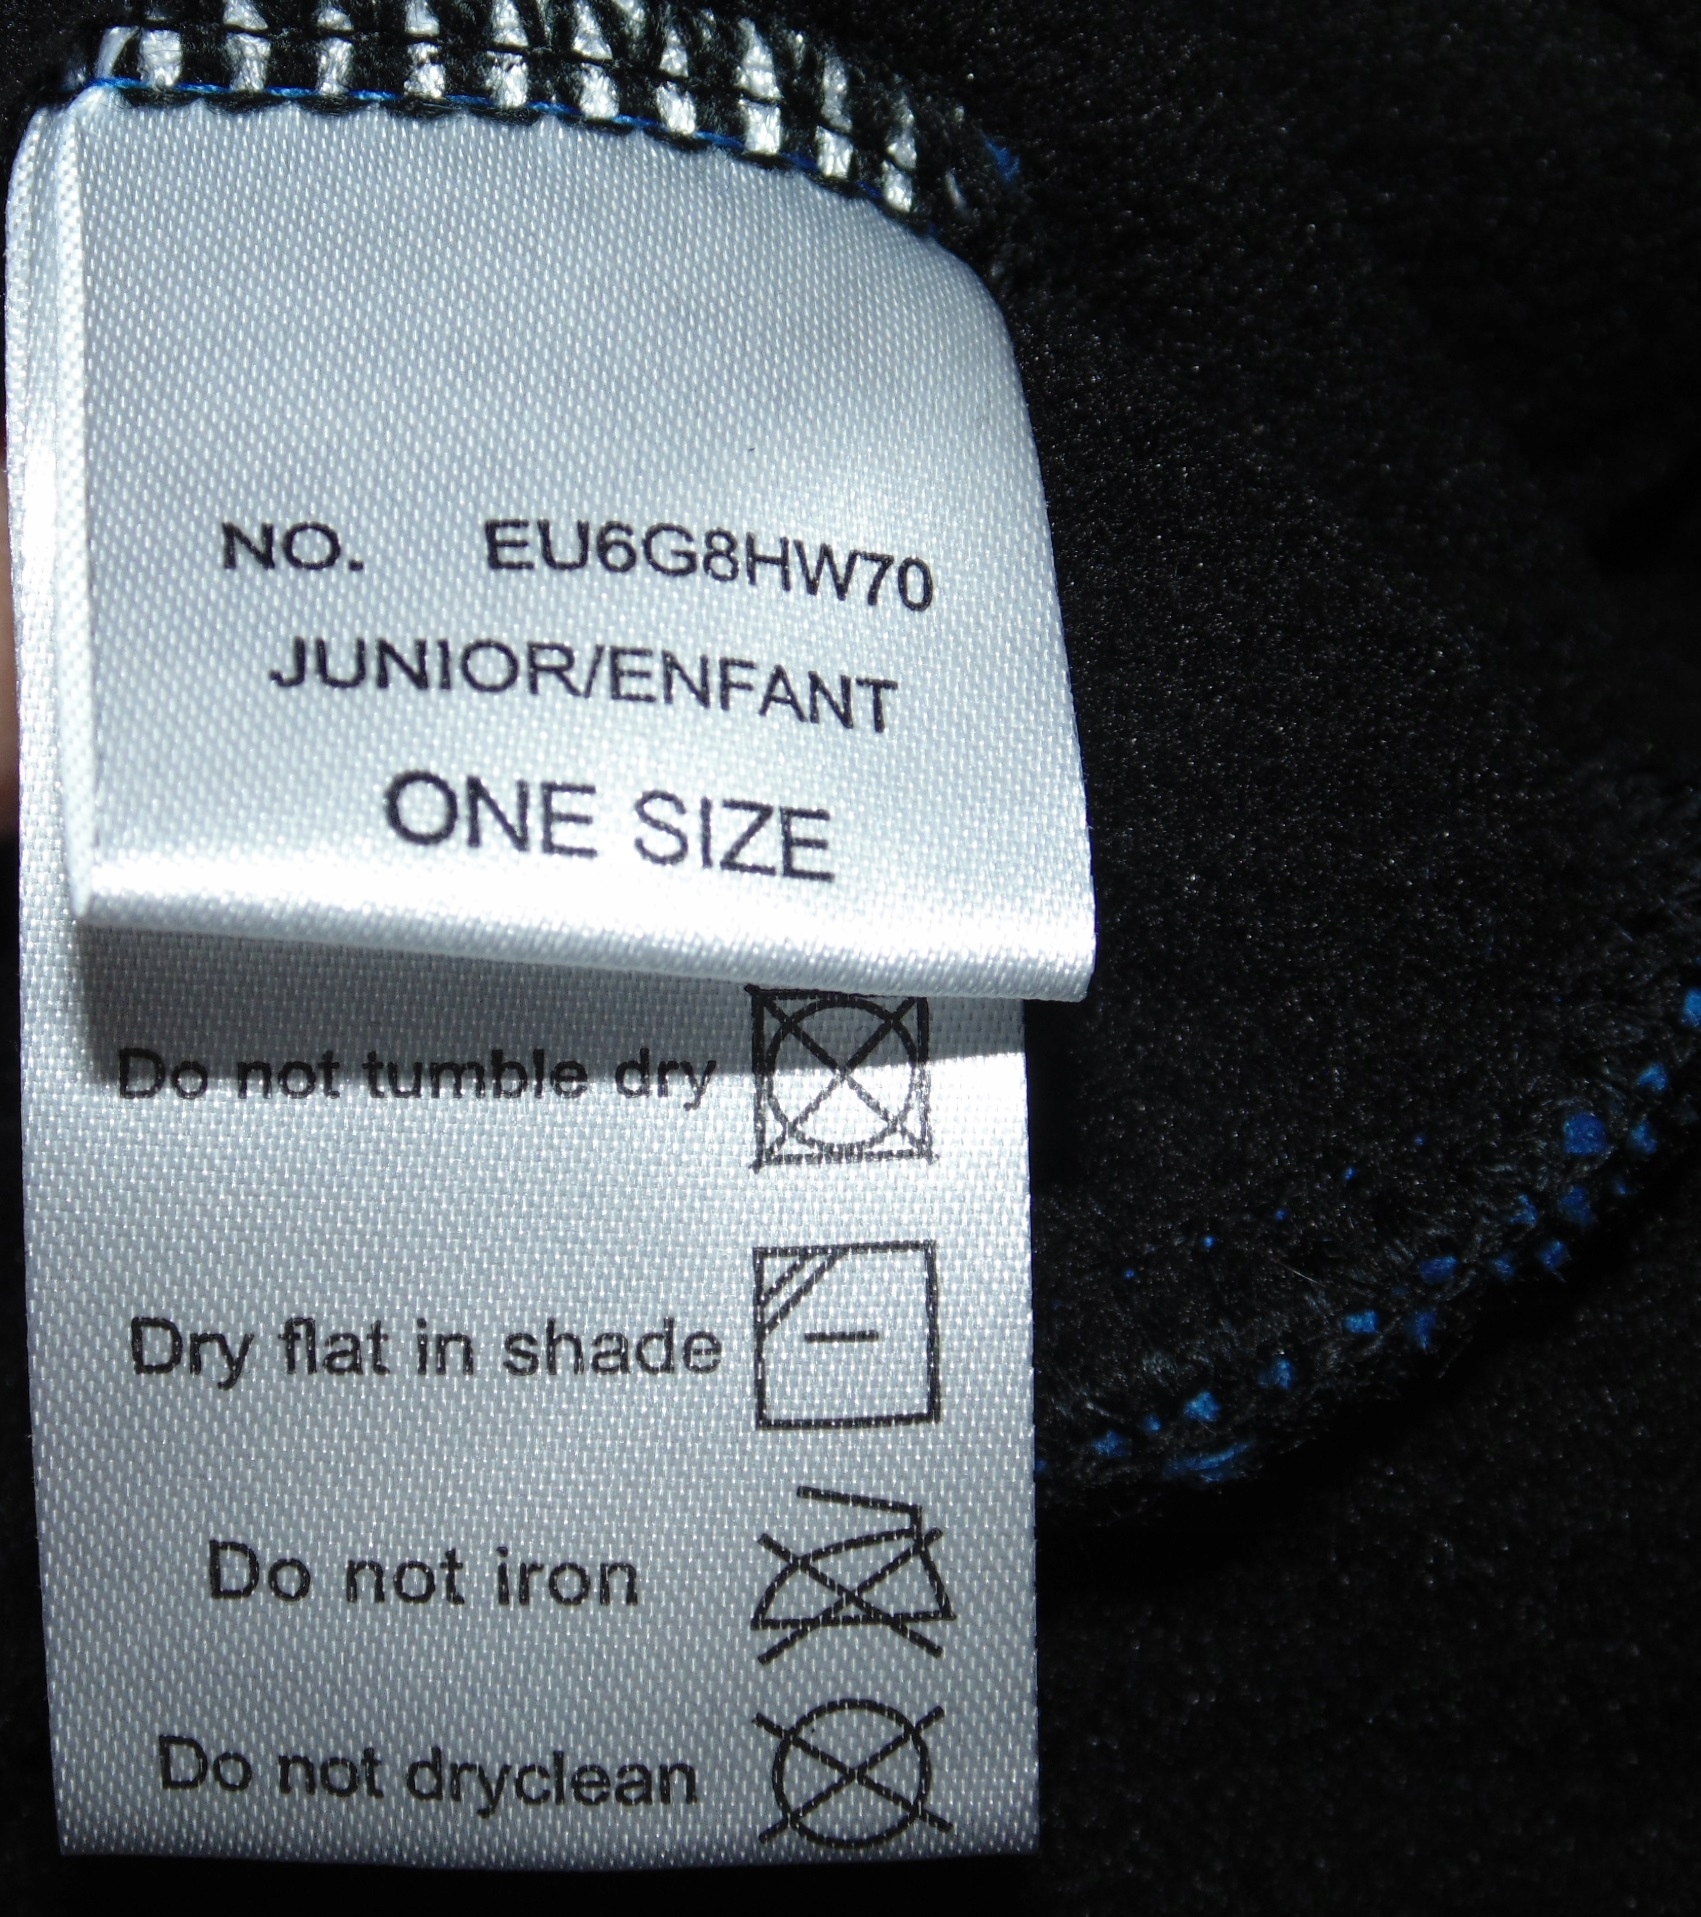 NO. EU6G8HW70
JUNIOR/ENFANT
ONE SIZE
Do not tumble dry
Dry flat in shade
Do not iron
Do not dryclean